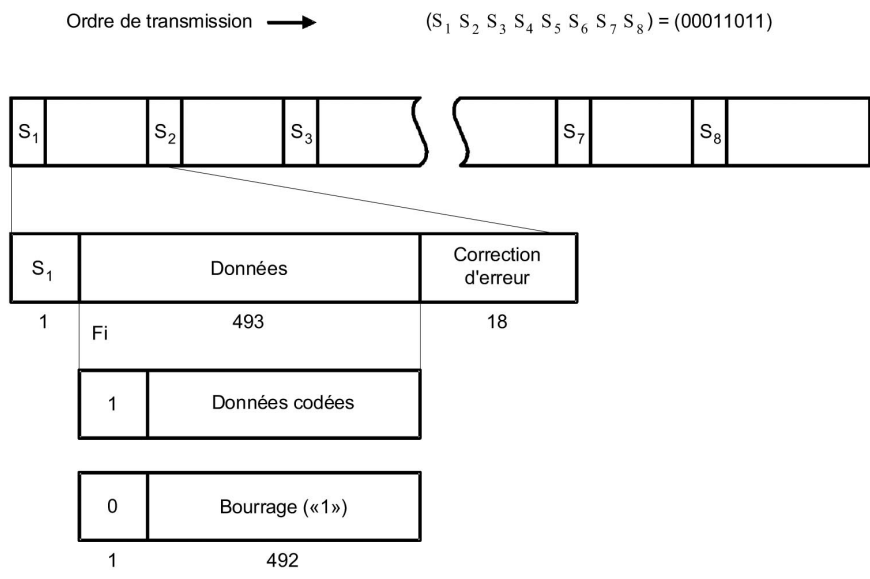 Ordre de transmission (S1 S2 S3 S4 S5 S6 S7 S8) = (00011011)
S1 S2 S3 S7 S8
S1 Données Correction d'erreur
1 493 18
Fi
1 Données codées
0 Bourrage («1»)
1 492